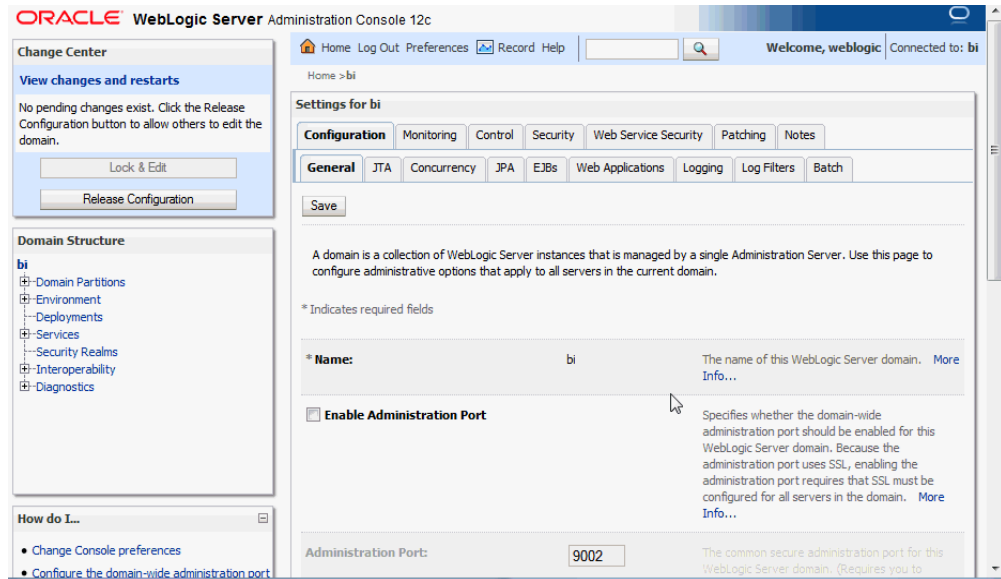 ORACLE WebLogic Server Administration Console 12c
Change Center
View changes and restarts
No pending changes exist. Click the Release
Configuration button to allow others to edit the
domain.
Lock & Edit
Release Configuration
Domain Structure
bi
Domain Partitions
Environment
Deployments
Services
Security Realms
Interoperability
Diagnostics
How do I...
Change Console preferences
Configure the domain-wide administration port
Home Log Out Preferences Record Help
Welcome, weblogic Connected to: bi
Home >bi
Settings for bi
Configuration Monitoring Control Security Web Service Security Patching Notes
General JTA Concurrency JPA EJBs Web Applications Logging Log Filters Batch
Save
A domain is a collection of WebLogic Server instances that is managed by a single Administration Server. Use this page to
configure administrative options that apply to all servers in the current domain.
* Indicates required fields
* Name: bi
The name of this WebLogic Server domain. More
Info...
Enable Administration Port
Specifies whether the domain-wide
administration port should be enabled for this
WebLogic Server domain. Because the
administration port uses SSL, enabling the
administration port requires that SSL must be
configured for all servers in the domain. More
Info...
Administration Port: 9002
The common secure administration port for this
WebLogic Server domain. (Requires you to